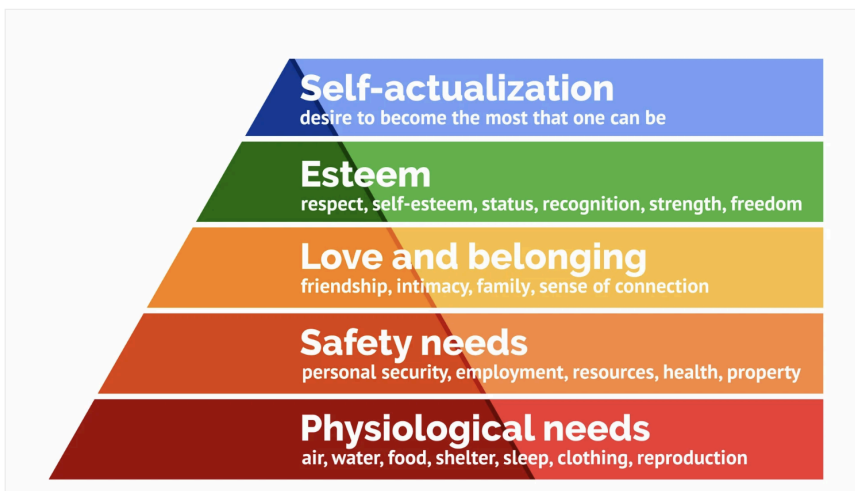 Self-actualization
desire to become the most that one can be
Esteem
respect, self-esteem, status, recognition, strength, freedom
Love and belonging
friendship, intimacy, family, sense of connection
Safety needs
personal security, employment, resources, health, property
Physiological needs
air, water, food, shelter, sleep, clothing, reproduction